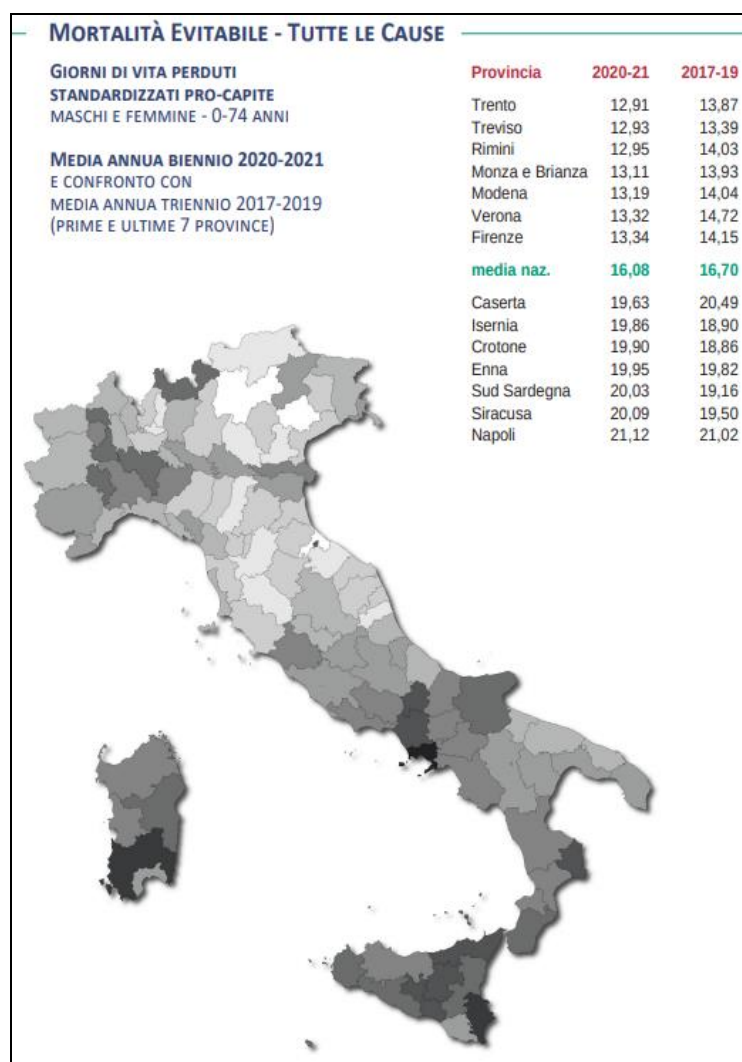 MORTALITÀ EVITABILE - TUTTE LE CAUSE
GIORNI DI VITA PERDUTI
STANDARDIZZATI PRO-CAPITE
MASCHI E FEMMINE - 0-74 ANNI
MEDIA ANNUA BIENNIO 2020-2021
E CONFRONTO CON
MEDIA ANNUA TRIENNIO 2017-2019
(PRIME E ULTIME 7 PROVINCE)
Provincia 2020-21 2017-19
Trento 12,91 13,87
Treviso 12,93 13,39
Rimini 12,95 14,03
Monza e Brianza 13,11 13,93
Modena 13,19 14,04
Verona 13,32 14,72
Firenze 13,34 14,15
media naz. 16,08 16,70
Caserta 19,63 20,49
Isernia 19,86 18,90
Crotone 19,90 18,86
Enna 19,95 19,82
Sud Sardegna 20,03 19,16
Siracusa 20,09 19,50
Napoli 21,12 21,02